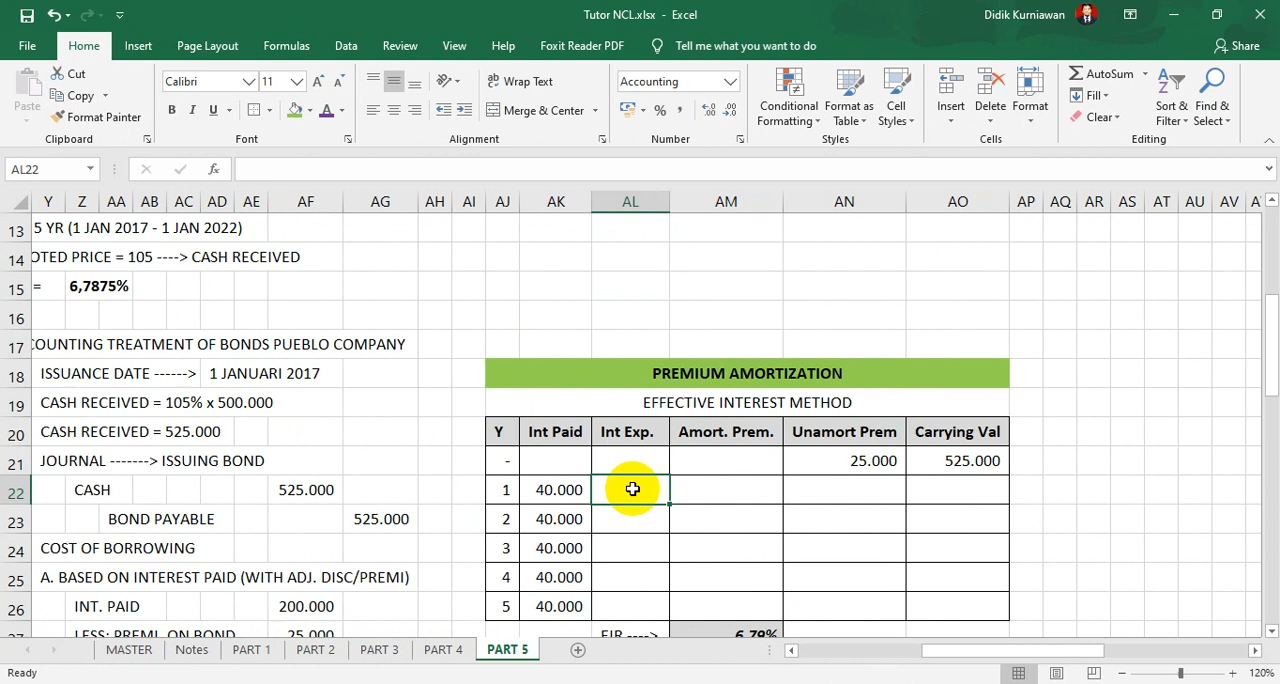 Tutor NCL.xlsx - Excel
Didik Kurniawan
File Home Insert Page Layout Formulas Data Review View Help Foxit Reader PDF Tell me what you want to do Share
Paste
Cut
Copy
Format Painter
Clipboard
Calibri 11
B I U
Font
Wrap Text
Merge & Center
Alignment
Accounting
% ,
Number
Conditional Formatting
Format as Table
Cell Styles
Styles
Insert Delete Format
Cells
AutoSum
Fill
Clear
Sort & Filter
Find & Select
Editing
AL22 fx
Y Z AA AB AC AD AE AF AG AH AI AJ AK AL AM AN AO AP AQ AR AS AT AU AV
13 5 YR (1 JAN 2017 - 1 JAN 2022)
14 OTED PRICE = 105 ----> CASH RECEIVED
15 = 6,7875%
16
17 COUNTING TREATMENT OF BONDS PUEBLO COMPANY
18 ISSUANCE DATE ------> 1 JANUARI 2017 PREMIUM AMORTIZATION
19 CASH RECEIVED = 105% x 500.000 EFFECTIVE INTEREST METHOD
20 CASH RECEIVED = 525.000 Y Int Paid Int Exp. Amort. Prem. Unamort Prem Carrying Val
21 JOURNAL -------> ISSUING BOND - 25.000 525.000
22 CASH 525.000 1 40.000
23 BOND PAYABLE 525.000 2 40.000
24 COST OF BORROWING 3 40.000
25 A. BASED ON INTEREST PAID (WITH ADJ. DISC/PREMI) 4 40.000
26 INT. PAID 200.000 5 40.000
27 LESS: PREMI. ON BOND 25.000 EIR ----> 6,79%
MASTER Notes PART 1 PART 2 PART 3 PART 4 PART 5
Ready 120%